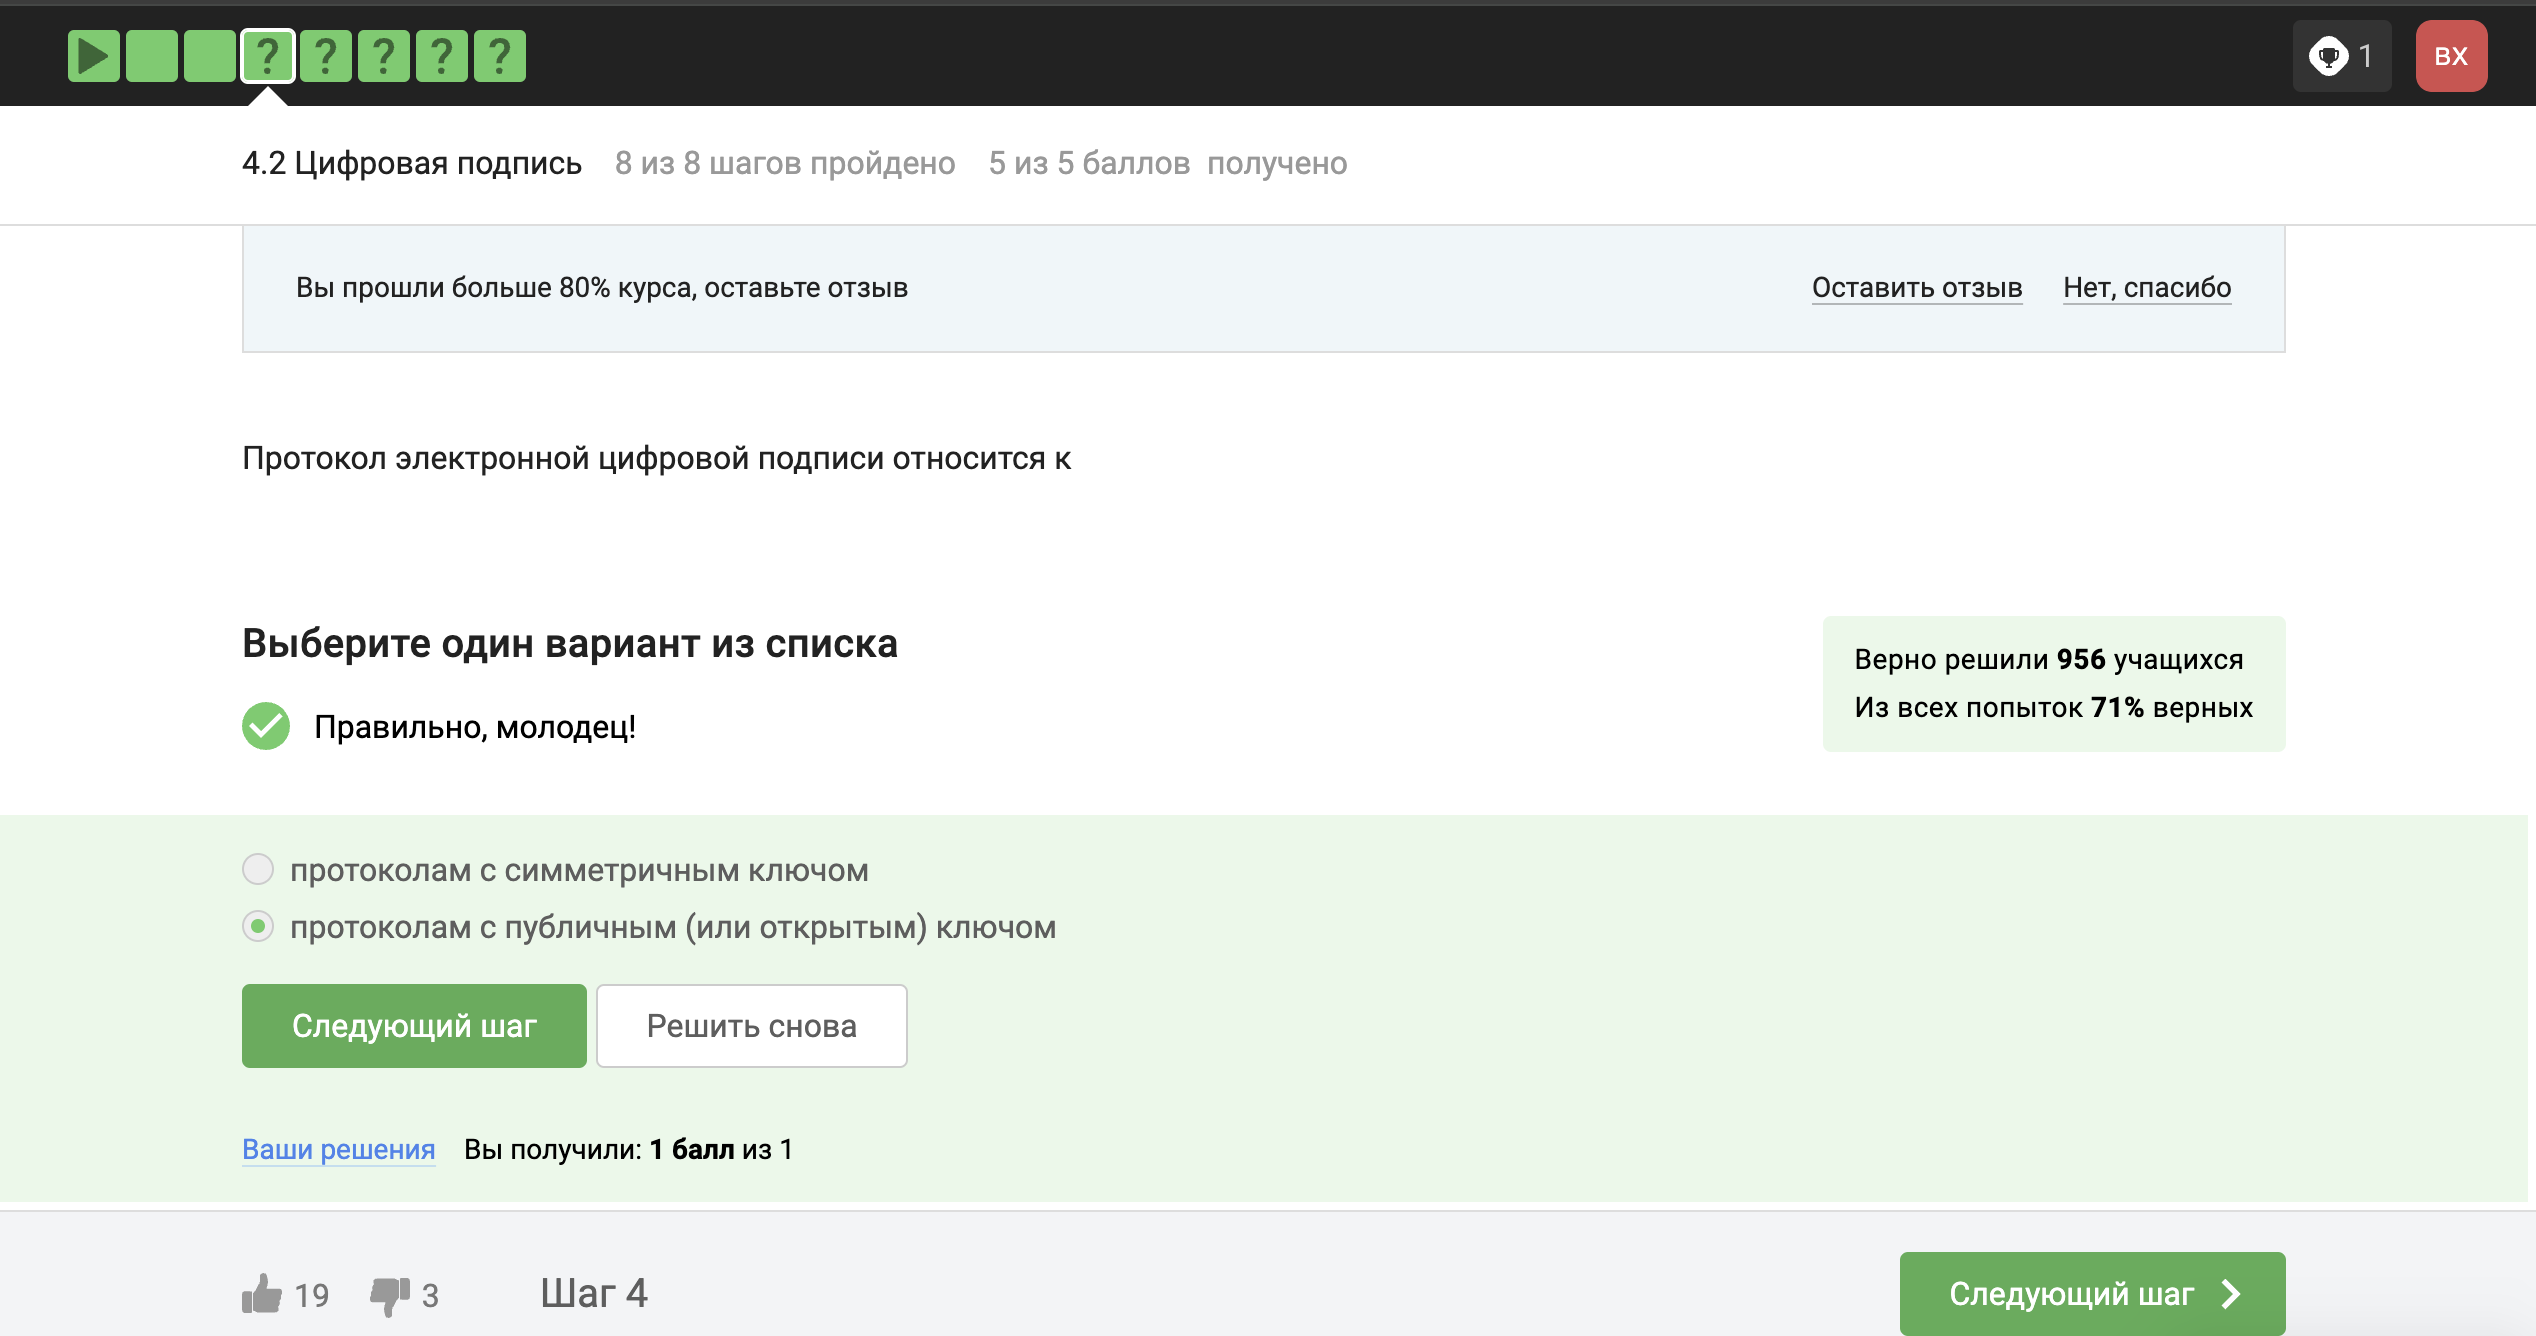 ? ? ? ? ?
1
ВХ
4.2 Цифровая подпись 8 из 8 шагов пройдено 5 из 5 баллов получено
Вы прошли больше 80% курса, оставьте отзыв Оставить отзыв Нет, спасибо
Протокол электронной цифровой подписи относится к
Выберите один вариант из списка
Правильно, молодец!
Верно решили 956 учащихся
Из всех попыток 71% верных
протоколам с симметричным ключом
протоколам с публичным (или открытым) ключом
Следующий шаг Решить снова
Ваши решения Вы получили: 1 балл из 1
19 3 Шаг 4 Следующий шаг